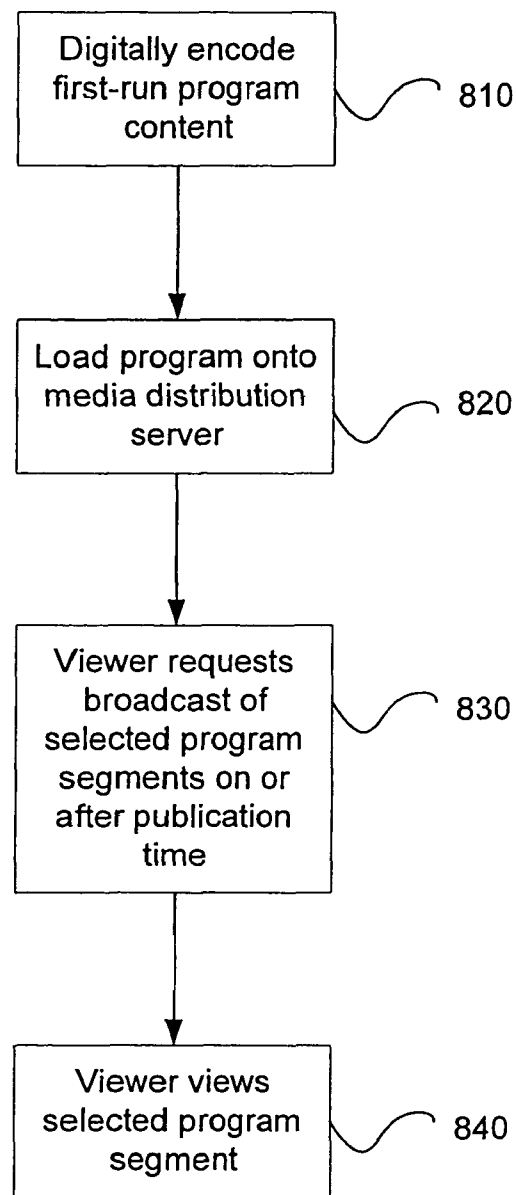 Digitally encode
first-run program
content
810
Load program onto
media distribution
server
820
Viewer requests
broadcast of
selected program
segments on or
after publication
time
830
Viewer views
selected program
segment
840